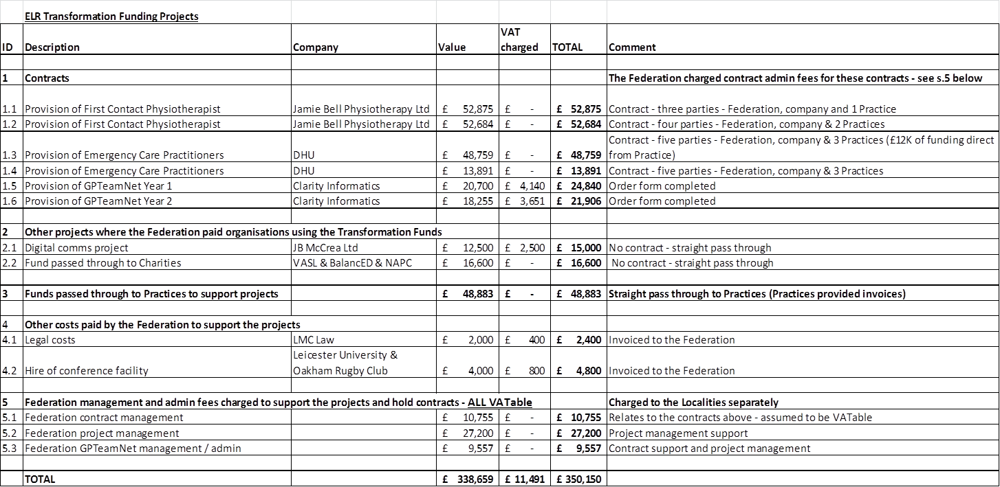 ELR Transformation Funding Projects
ID Description Company Value VAT charged TOTAL Comment
1 Contracts The Federation charged contract admin fees for these contracts - see s.5 below
1.1 Provision of First Contact Physiotherapist Jamie Bell Physiotherapy Ltd £ 52,875 £ - £ 52,875 Contract - three parties - Federation, company and 1 Practice
1.2 Provision of First Contact Physiotherapist Jamie Bell Physiotherapy Ltd £ 52,684 £ - £ 52,684 Contract - four parties - Federation, company & 2 Practices
1.3 Provision of Emergency Care Practitioners DHU £ 48,759 £ - £ 48,759 Contract - five parties - Federation, company & 3 Practices (£12K of funding direct from Practice)
1.4 Provision of Emergency Care Practitioners DHU £ 13,891 £ - £ 13,891 Contract - five parties - Federation, company & 3 Practices
1.5 Provision of GPTeamNet Year 1 Clarity Informatics £ 20,700 £ 4,140 £ 24,840 Order form completed
1.6 Provision of GPTeamNet Year 2 Clarity Informatics £ 18,255 £ 3,651 £ 21,906 Order form completed
2 Other projects where the Federation paid organisations using the Transformation Funds
2.1 Digital comms project JB McCrea Ltd £ 12,500 £ 2,500 £ 15,000 No contract - straight pass through
2.2 Fund passed through to Charities VASL & BalancED & NAPC £ 16,600 £ - £ 16,600 No contract - straight pass through
3 Funds passed through to Practices to support projects £ 48,883 £ - £ 48,883 Straight pass through to Practices (Practices provided invoices)
4 Other costs paid by the Federation to support the projects
4.1 Legal costs LMC Law £ 2,000 £ 400 £ 2,400 Invoiced to the Federation
4.2 Hire of conference facility Leicester University & Oakham Rugby Club £ 4,000 £ 800 £ 4,800 Invoiced to the Federation
5 Federation management and admin fees charged to support the projects and hold contracts - ALL VATable Charged to the Localities separately
5.1 Federation contract management £ 10,755 £ - £ 10,755 Relates to the contracts above - assumed to be VATable
5.2 Federation project management £ 27,200 £ - £ 27,200 Project management support
5.3 Federation GPTeamNet management / admin £ 9,557 £ - £ 9,557 Contract support and project management
TOTAL £ 338,659 £ 11,491 £ 350,150